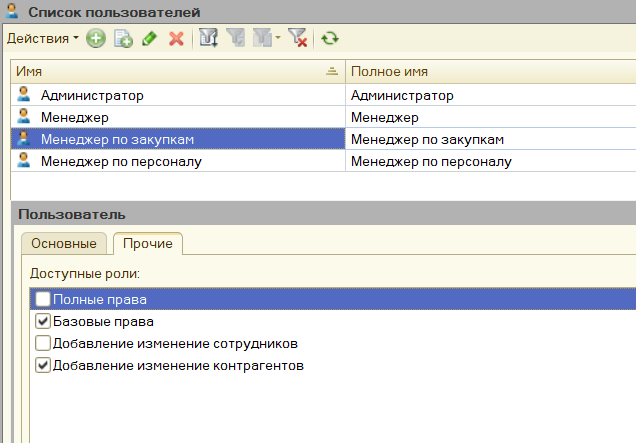 Список пользователей
Действия
Имя Полное имя
Администратор Администратор
Менеджер Менеджер
Менеджер по закупкам Менеджер по закупкам
Менеджер по персоналу Менеджер по персоналу
Пользователь
Основные Прочие
Доступные роли:
Полные права
Базовые права
Добавление изменение сотрудников
Добавление изменение контрагентов